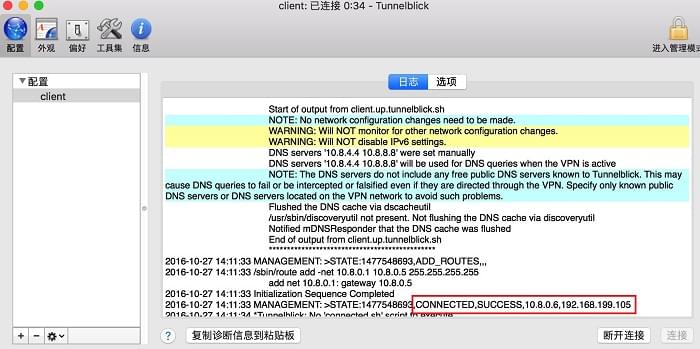 client: 已连接 0:34 - Tunnelblick
配置 外观 偏好 工具集 信息 进入管理模式
配置
client
日志 选项
Start of output from client.up.tunnelblick.sh
NOTE: No network configuration changes need to be made.
WARNING: Will NOT monitor for other network configuration changes.
WARNING: Will NOT disable IPv6 settings.
DNS servers '10.8.4.4 10.8.8.8' were set manually
DNS servers '10.8.4.4 10.8.8.8' will be used for DNS queries when the VPN is active
NOTE: The DNS servers do not include any free public DNS servers known to Tunnelblick. This may
cause DNS queries to fail or be intercepted or falsified even if they are directed through the VPN. Specify only known public
DNS servers or DNS servers located on the VPN network to avoid such problems.
Flushed the DNS cache via dscacheutil
/usr/sbin/discoveryutil not present. Not flushing the DNS cache via discoveryutil
Notified mDNSResponder that the DNS cache was flushed
End of output from client.up.tunnelblick.sh
**********************************************
2016-10-27 14:11:33 MANAGEMENT: >STATE:1477548693,ADD_ROUTES,,,
2016-10-27 14:11:33 /sbin/route add -net 10.8.0.1 10.8.0.5 255.255.255.255
add net 10.8.0.1: gateway 10.8.0.5
2016-10-27 14:11:33 Initialization Sequence Completed
2016-10-27 14:11:33 MANAGEMENT: >STATE:1477548693,CONNECTED,SUCCESS,10.8.0.6,192.168.199.105
2016-10-27 14:11:34 *Tunnelblick: No 'connected.sh' script to execute
复制诊断信息到粘贴板 断开连接 连接